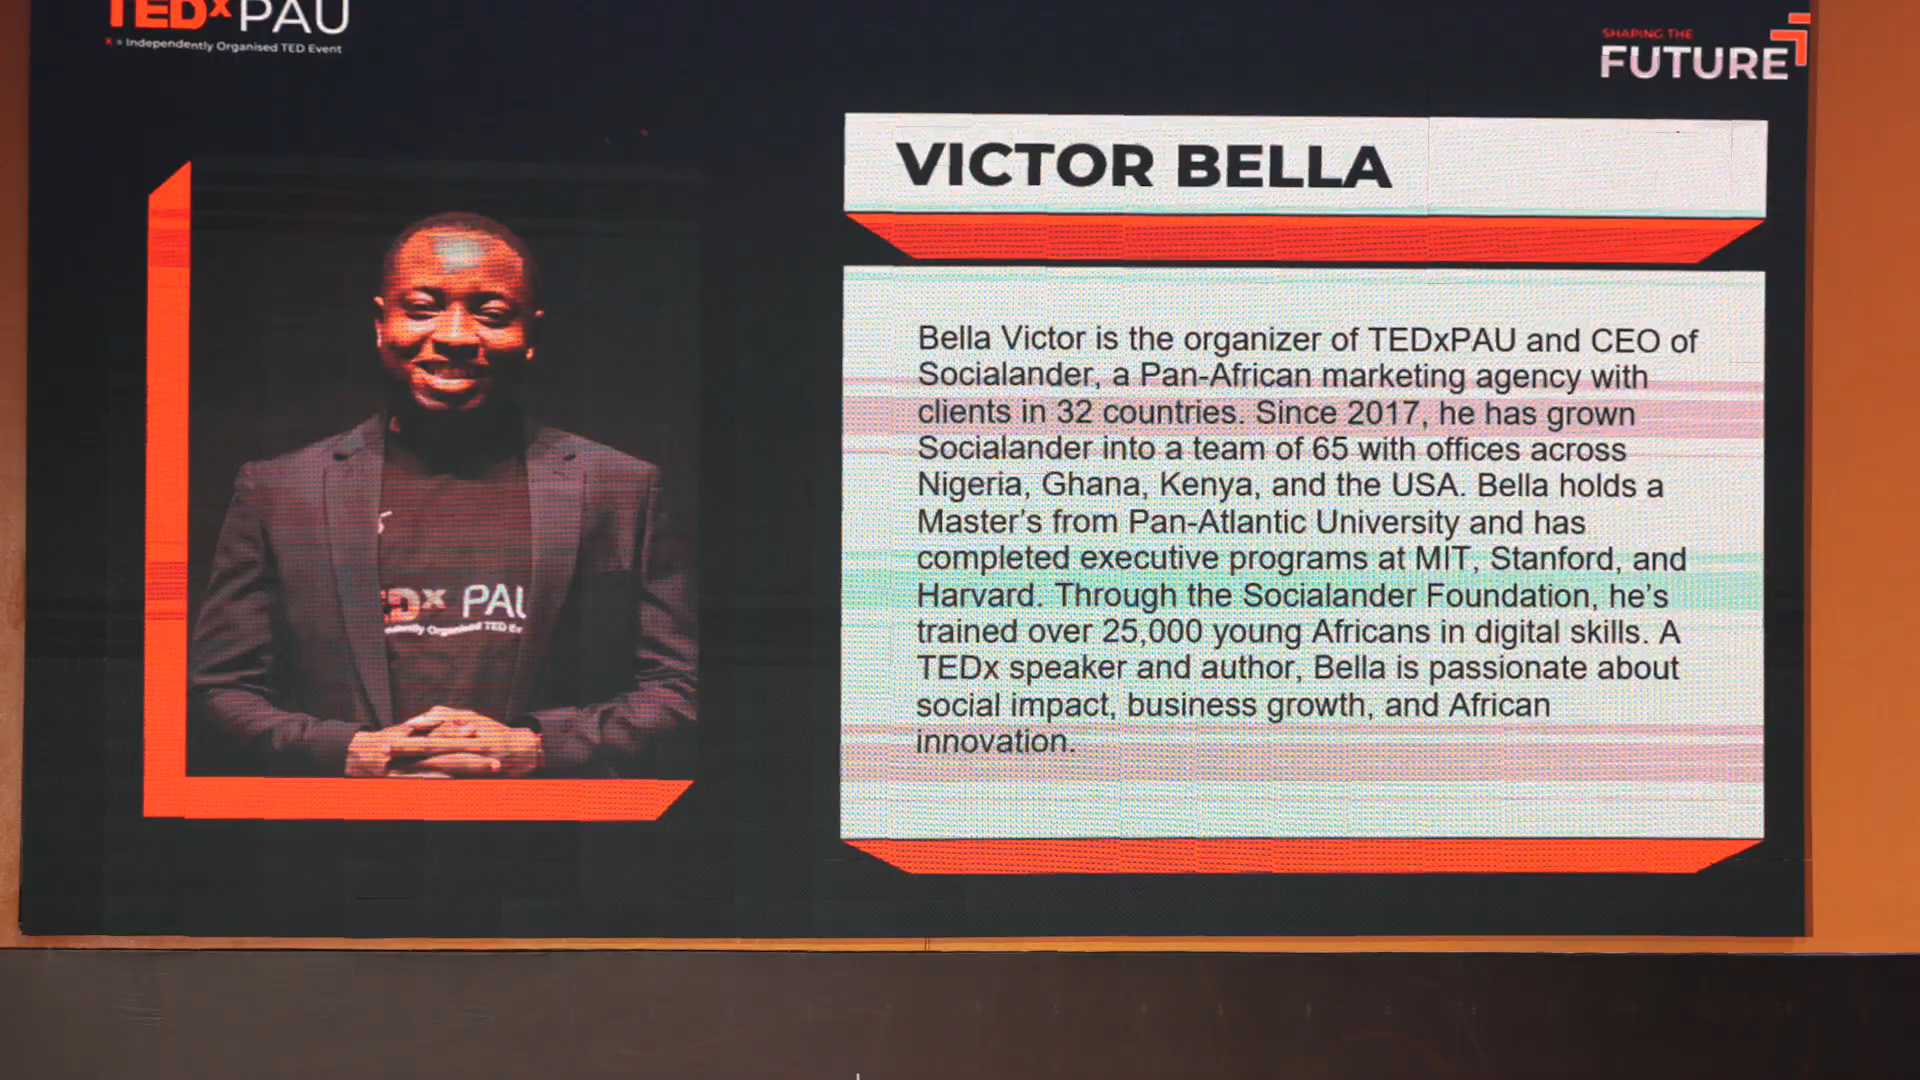 TEDxPAU
x = Independently Organised TED Event
SHAPING THE
FUTURE
VICTOR BELLA
Bella Victor is the organizer of TEDxPAU and CEO of
Socialander, a Pan-African marketing agency with
clients in 32 countries. Since 2017, he has grown
Socialander into a team of 65 with offices across
Nigeria, Ghana, Kenya, and the USA. Bella holds a
Master's from Pan-Atlantic University and has
completed executive programs at MIT, Stanford, and
Harvard. Through the Socialander Foundation, he's
trained over 25,000 young Africans in digital skills. A
TEDx speaker and author, Bella is passionate about
social impact, business growth, and African
innovation.
EDx PAU
Organised TED